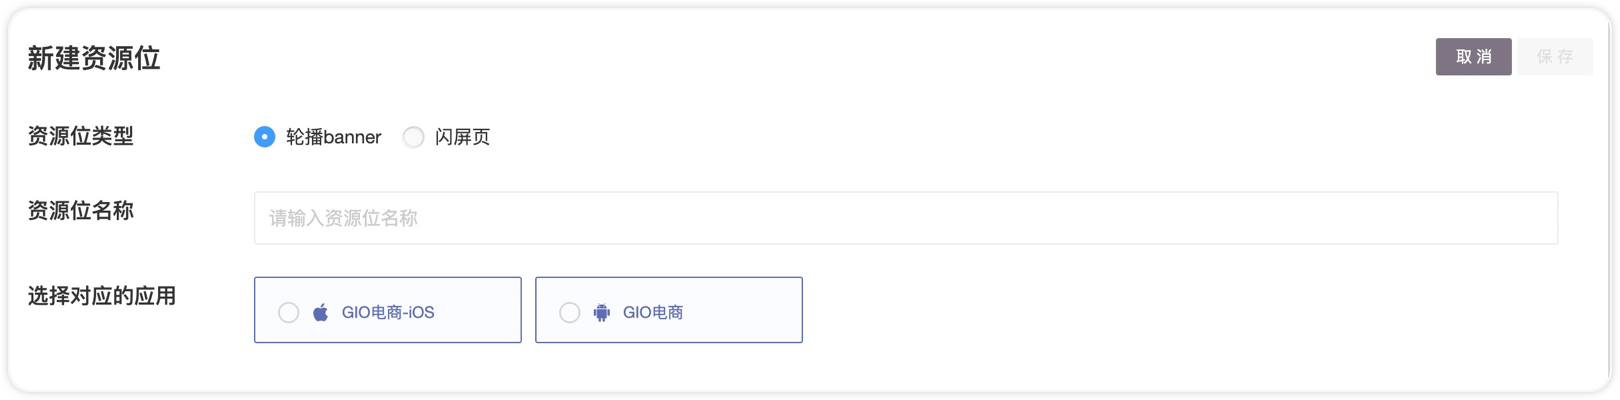 新建资源位
取 消
保 存
资源位类型
轮播banner
闪屏页
资源位名称
请输入资源位名称
选择对应的应用
GIO电商-iOS
GIO电商